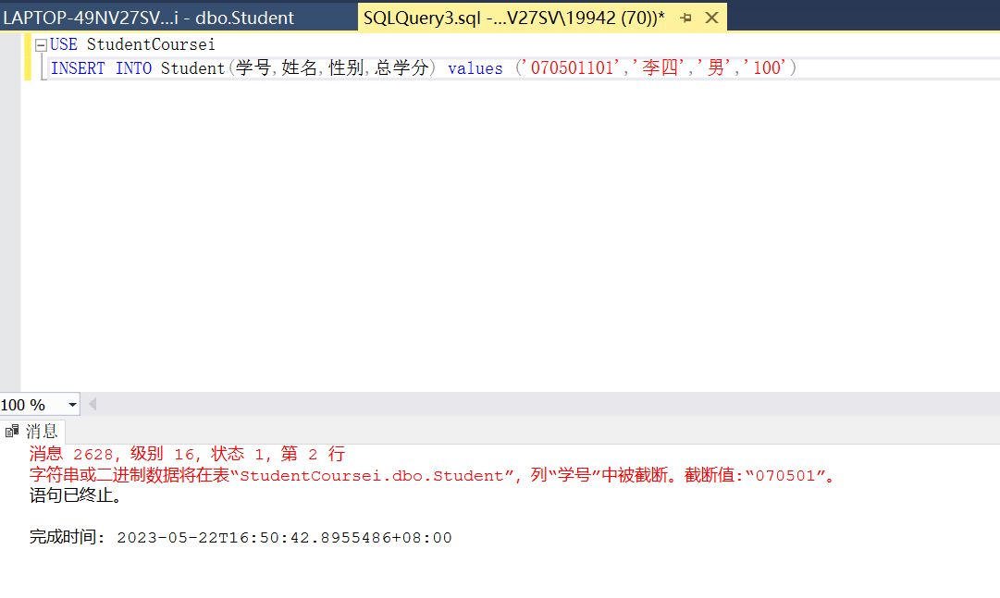 LAPTOP-49NV27SV...i - dbo.Student
SQLQuery3.sql -...V27SV\19942 (70))*
USE StudentCoursei
INSERT INTO Student(学号,姓名,性别,总学分) values ('070501101','李四','男','100')
100 %
消息
消息 2628, 级别 16, 状态 1, 第 2 行
字符串或二进制数据将在表“StudentCoursei.dbo.Student”, 列“学号”中被截断。截断值:“070501”。
语句已终止。
完成时间: 2023-05-22T16:50:42.8955486+08:00